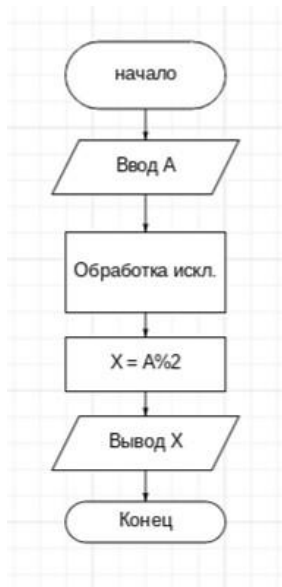 начало
Ввод A
Обработка искл.
X = A%2
Вывод X
Конец